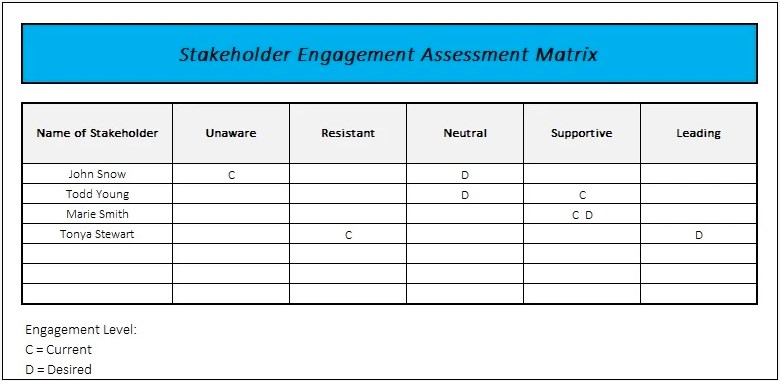 Stakeholder Engagement Assessment Matrix
Name of Stakeholder Unaware Resistant Neutral Supportive Leading
John Snow C D
Todd Young D C
Marie Smith C D
Tonya Stewart C D
Engagement Level:
C = Current
D = Desired